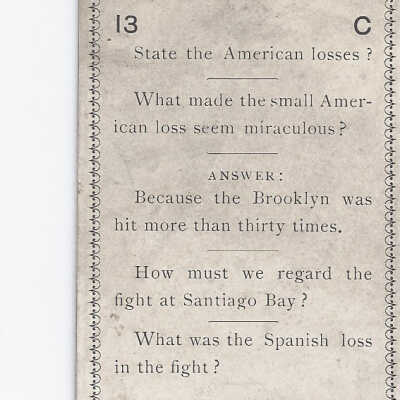 13 C
State the American losses?
What made the small Amer-
ican loss seem miraculous?
ANSWER:
Because the Brooklyn was
hit more than thirty times.
How must we regard the
fight at Santiago Bay?
What was the Spanish loss
in the fight?